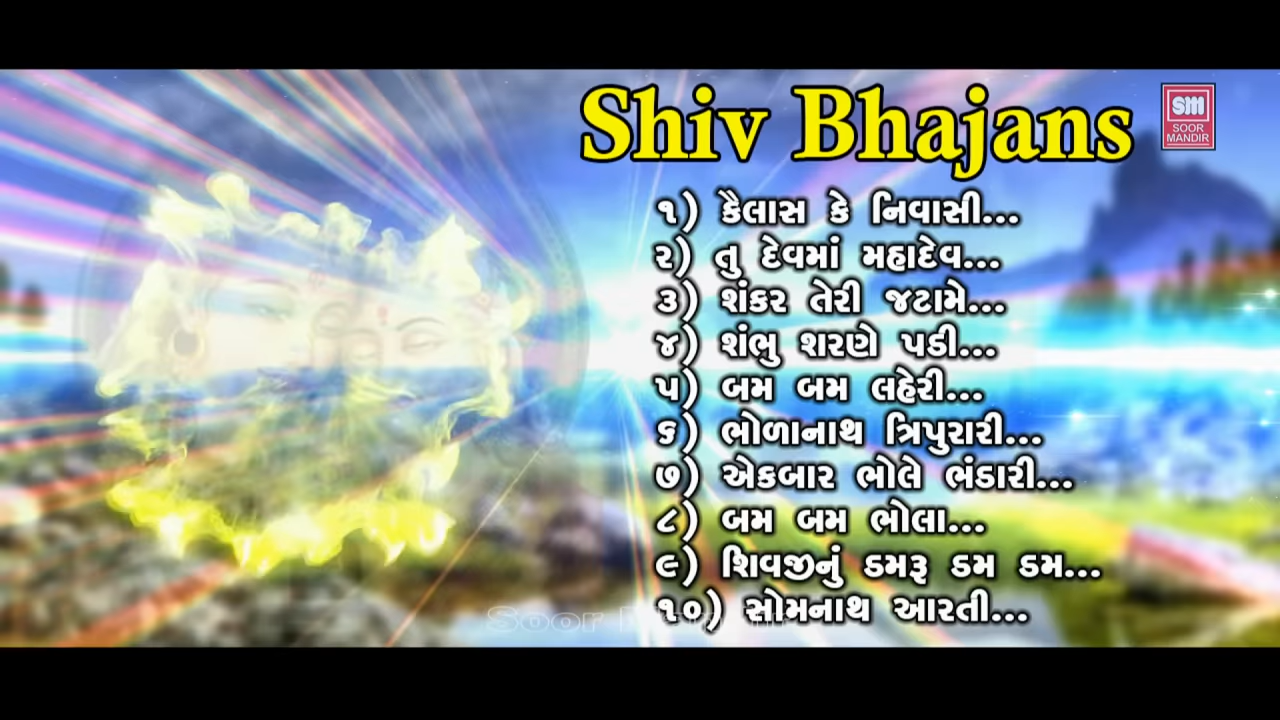 Shiv Bhajans
SM
SOOR
MANDIR
૧) કૈલાસ કે નિવાસી...
૨) તુ દેવમાં મહાદેવ...
૩) શંકર તેરી જટામે...
૪) શંભુ શરણે પડી...
૫) બમ બમ લહેરી...
૬) ભોળાનાથ ત્રિપુરારી...
૭) એકબાર ભોલે ભંડારી...
૮) બમ બમ ભોલા...
૯) શિવજીનું ડમરૂ ડમ ડમ...
૧૦) સોમનાથ આરતી...
Soor